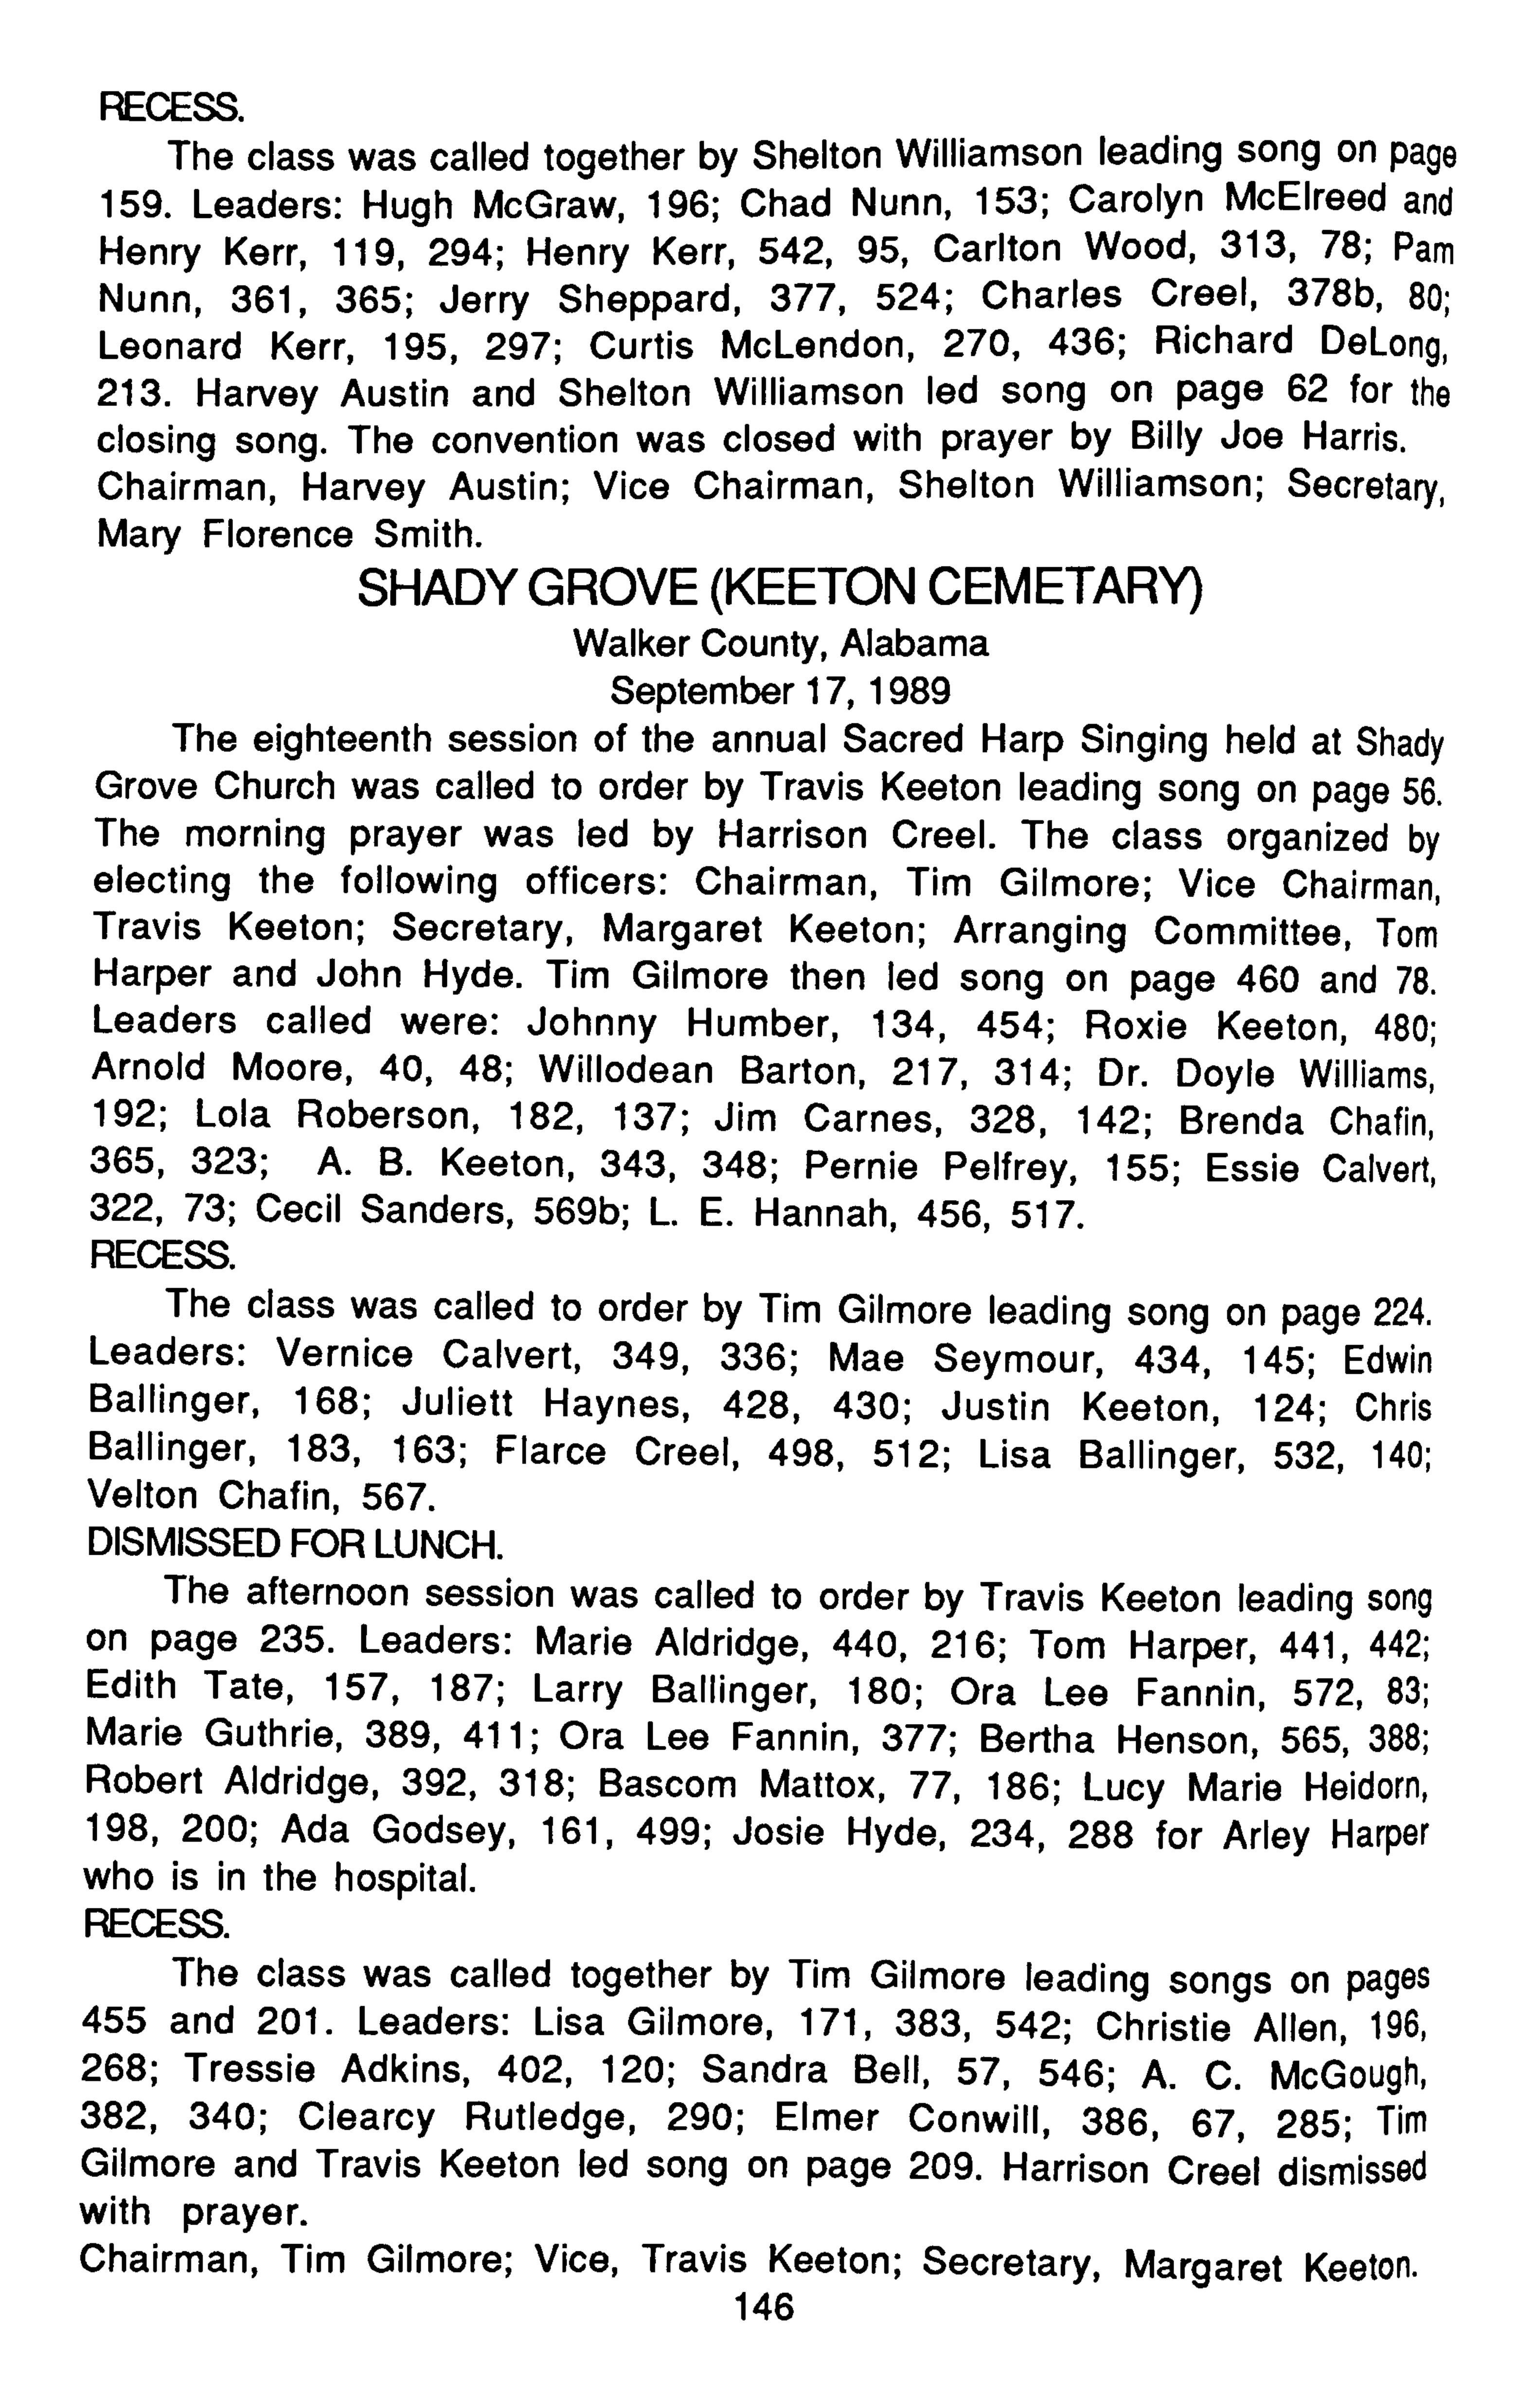 RECESS.
The class was called together by Shelton Williamson leading song on page
159. Leaders: Hugh McGraw, 196; Chad Nunn, 153; Carolyn McElreed and
Henry Kerr, 119, 294; Henry Kerr, 542, 95, Carlton Wood, 313, 78; Pam
Nunn, 361, 365; Jerry Sheppard, 377, 524; Charles Creel, 378b, 80;
Leonard Kerr, 195, 297; Curtis McLendon, 270, 436; Richard DeLong,
213. Harvey Austin and Shelton Williamson led song on page 62 for the
closing song. The convention was closed with prayer by Billy Joe Harris.
Chairman, Harvey Austin; Vice Chairman, Shelton Williamson; Secretary,
Mary Florence Smith.
SHADY GROVE (KEETON CEMETARY)
Walker County, Alabama
September 17, 1989
The eighteenth session of the annual Sacred Harp Singing held at Shady
Grove Church was called to order by Travis Keeton leading song on page 56.
The morning prayer was led by Harrison Creel. The class organized by
electing the following officers: Chairman, Tim Gilmore; Vice Chairman,
Travis Keeton; Secretary, Margaret Keeton; Arranging Committee, Tom
Harper and John Hyde. Tim Gilmore then led song on page 460 and 78.
Leaders called were: Johnny Humber, 134, 454; Roxie Keeton, 480;
Arnold Moore, 40, 48; Willodean Barton, 217, 314; Dr. Doyle Williams,
192; Lola Roberson, 182, 137; Jim Carnes, 328, 142; Brenda Chafin,
365, 323; A. B. Keeton, 343, 348; Pernie Pelfrey, 155; Essie Calvert,
322, 73; Cecil Sanders, 569b; L. E. Hannah, 456, 517.
RECESS.
The class was called to order by Tim Gilmore leading song on page 224.
Leaders: Vernice Calvert, 349, 336; Mae Seymour, 434, 145; Edwin
Ballinger, 168; Juliett Haynes, 428, 430; Justin Keeton, 124; Chris
Ballinger, 183, 163; Flarce Creel, 498, 512; Lisa Ballinger, 532, 140;
Velton Chafin, 567.
DISMISSED FOR LUNCH.
The afternoon session was called to order by Travis Keeton leading song
on page 235. Leaders: Marie Aldridge, 440, 216; Tom Harper, 441, 442;
Edith Tate, 157, 187; Larry Ballinger, 180; Ora Lee Fannin, 572, 83;
Marie Guthrie, 389, 411; Ora Lee Fannin, 377; Bertha Henson, 565, 388;
Robert Aldridge, 392, 318; Bascom Mattox, 77, 186; Lucy Marie Heidorn,
198, 200; Ada Godsey, 161, 499; Josie Hyde, 234, 288 for Arley Harper
who is in the hospital.
RECESS.
The class was called together by Tim Gilmore leading songs on pages
455 and 201. Leaders: Lisa Gilmore, 171, 383, 542; Christie Allen, 196,
268; Tressie Adkins, 402, 120; Sandra Bell, 57, 546; A. C. McGough,
382, 340; Clearcy Rutledge, 290; Elmer Conwill, 386, 67, 285; Tim
Gilmore and Travis Keeton led song on page 209. Harrison Creel dismissed
with prayer.
Chairman, Tim Gilmore; Vice, Travis Keeton; Secretary, Margaret Keeton.
146